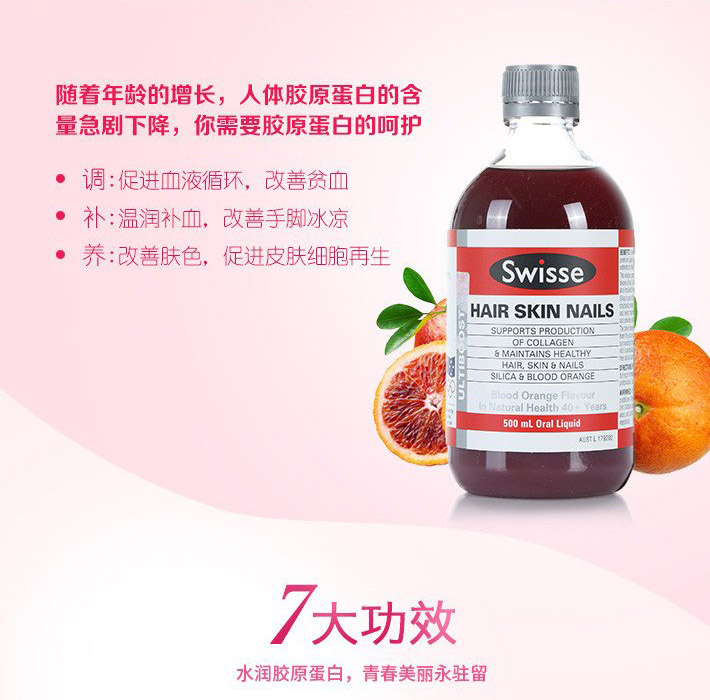 随着年龄的增长，人体胶原蛋白的含
量急剧下降，你需要胶原蛋白的呵护
• 调:促进血液循环，改善贫血
• 补:温润补血，改善手脚冰凉
• 养:改善肤色，促进皮肤细胞再生
Swisse
ULTIBOOST
HAIR SKIN NAILS
SUPPORTS PRODUCTION
OF COLLAGEN
& MAINTAINS HEALTHY
HAIR, SKIN & NAILS
SILICA & BLOOD ORANGE
Blood Orange Flavour
In Natural Health 40+ Years
500 mL Oral Liquid
AUST L 173202
7大功效
水润胶原蛋白，青春美丽永驻留